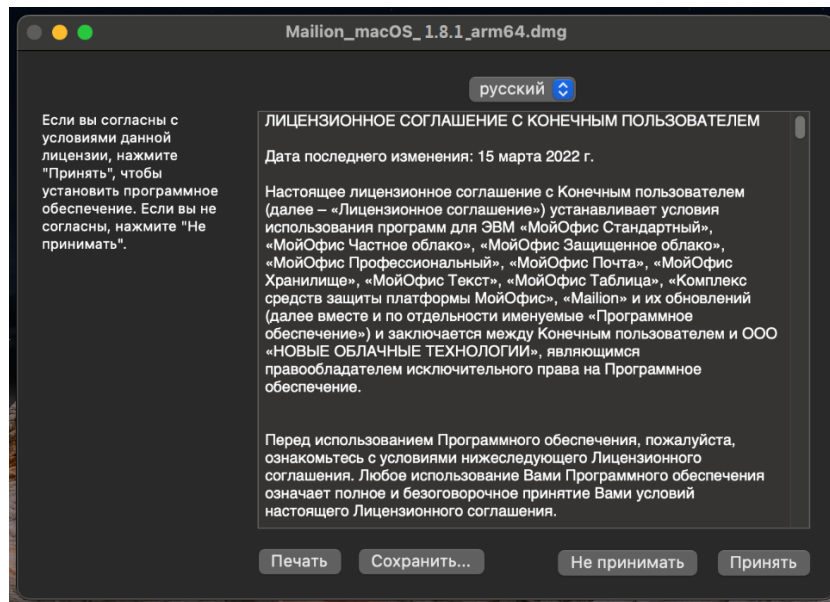 Mailion_macOS_ 1.8.1_arm64.dmg
русский
Если вы согласны с
условиями данной
лицензии, нажмите
"Принять", чтобы
установить программное
обеспечение. Если вы не
согласны, нажмите "Не
принимать".
ЛИЦЕНЗИОННОЕ СОГЛАШЕНИЕ С КОНЕЧНЫМ ПОЛЬЗОВАТЕЛЕМ
Дата последнего изменения: 15 марта 2022 г.
Настоящее лицензионное соглашение с Конечным пользователем
(далее – «Лицензионное соглашение») устанавливает условия
использования программ для ЭВМ «МойОфис Стандартный»,
«МойОфис Частное облако», «МойОфис Защищенное облако»,
«МойОфис Профессиональный», «МойОфис Почта», «МойОфис
Хранилище», «МойОфис Текст», «МойОфис Таблица», «Комплекс
средств защиты платформы МойОфис», «Mailion» и их обновлений
(далее вместе и по отдельности именуемые «Программное
обеспечение») и заключается между Конечным пользователем и ООО
«НОВЫЕ ОБЛАЧНЫЕ ТЕХНОЛОГИИ», являющимся
правообладателем исключительного права на Программное
обеспечение.
Перед использованием Программного обеспечения, пожалуйста,
ознакомьтесь с условиями нижеследующего Лицензионного
соглашения. Любое использование Вами Программного обеспечения
означает полное и безоговорочное принятие Вами условий
настоящего Лицензионного соглашения.
Печать Сохранить... Не принимать Принять